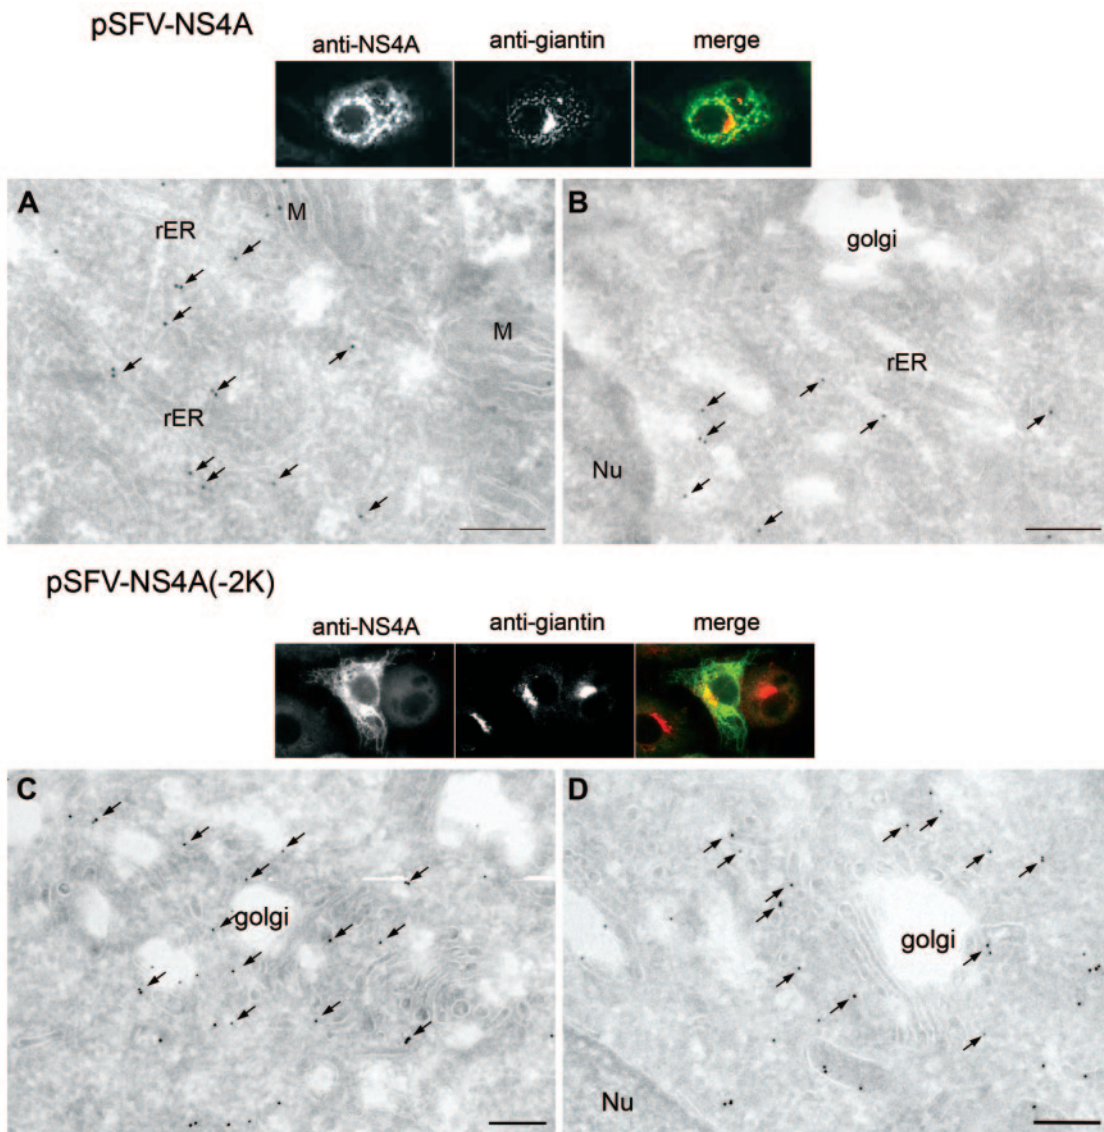 pSFV-NS4A
anti-NS4A anti-giantin merge
A
M
rER
M
rER
B
golgi
rER
Nu
pSFV-NS4A(-2K)
anti-NS4A anti-giantin merge
C
golgi
D
golgi
Nu